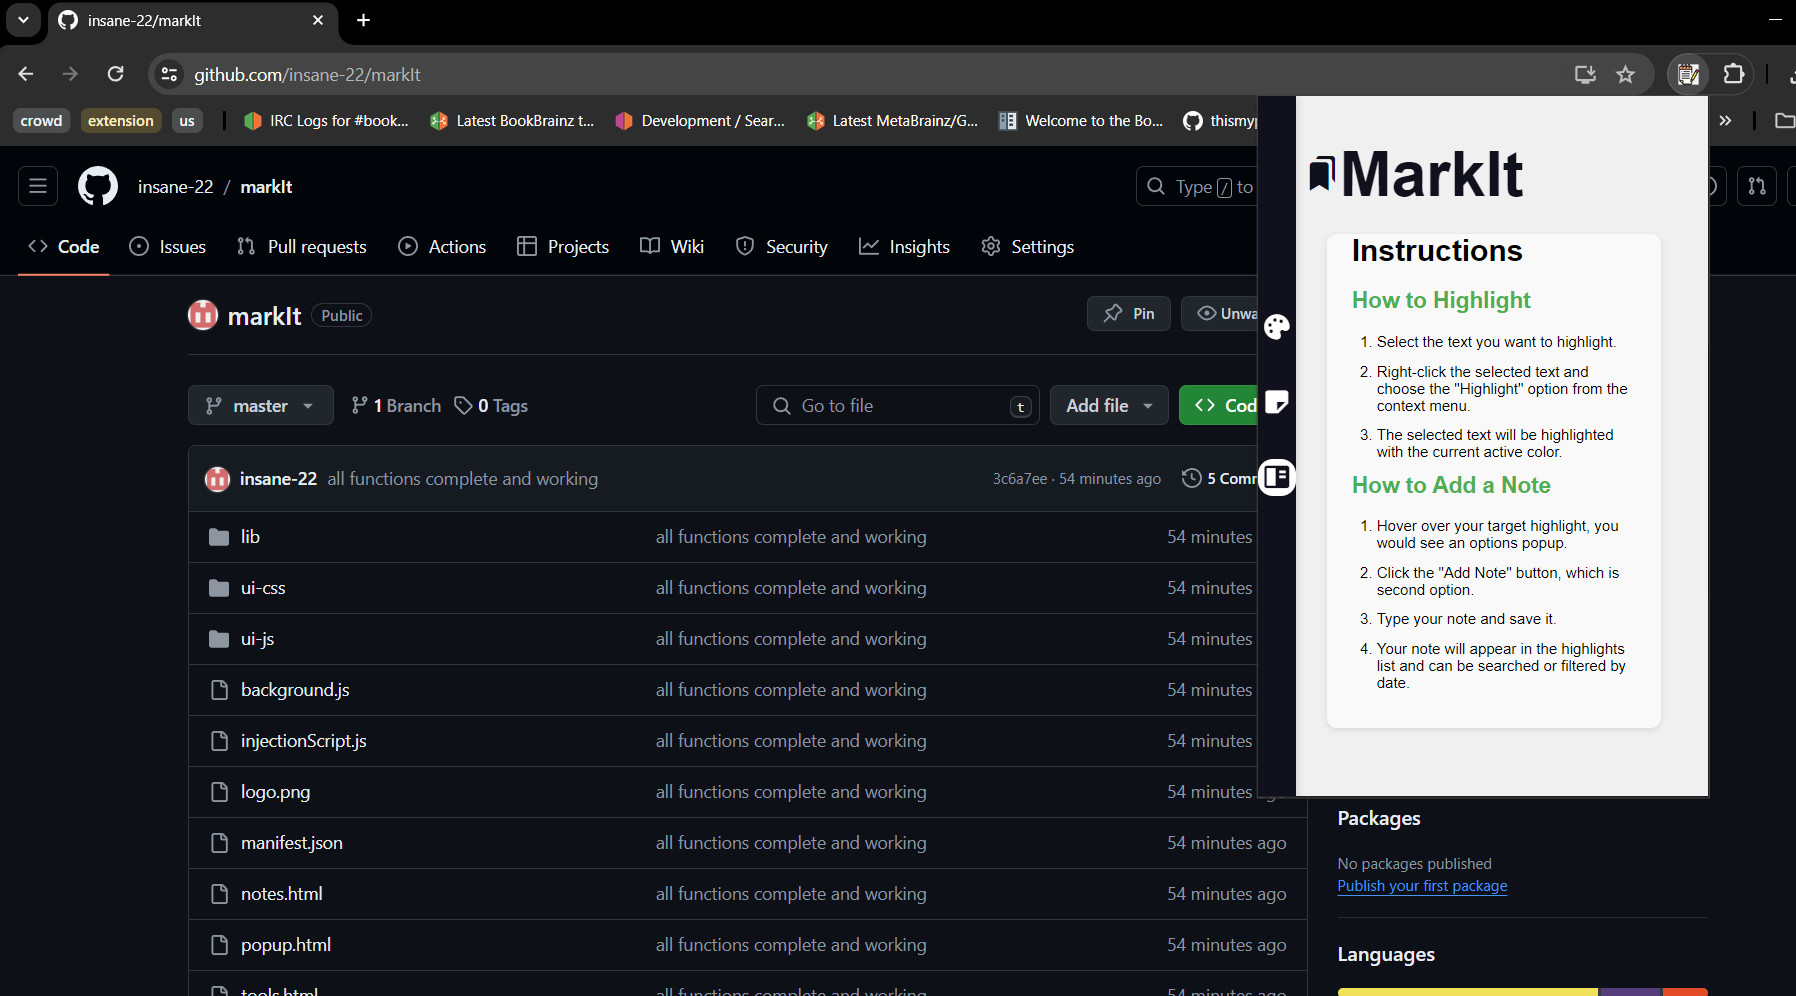 insane-22/markIt
github.com/insane-22/markIt
crowd
extension
us
IRC Logs for #book...
Latest BookBrainz t...
Development / Sear...
Latest MetaBrainz/G...
Welcome to the Bo...
thismyp
insane-22 / markIt
Type / to
Code
Issues
Pull requests
Actions
Projects
Wiki
Security
Insights
Settings
markIt
Public
Pin
Unwa
master
1 Branch
0 Tags
Go to file
t
Add file
Cod
insane-22 all functions complete and working
3c6a7ee · 54 minutes ago
5 Comm
lib all functions complete and working 54 minutes
ui-css all functions complete and working 54 minutes
ui-js all functions complete and working 54 minutes
background.js all functions complete and working 54 minutes
injectionScript.js all functions complete and working 54 minutes
logo.png all functions complete and working 54 minutes ago
manifest.json all functions complete and working 54 minutes ago
notes.html all functions complete and working 54 minutes ago
popup.html all functions complete and working 54 minutes ago
tools.html all functions complete and working 54 minutes ago
MarkIt
Instructions
How to Highlight
1. Select the text you want to highlight.
2. Right-click the selected text and
choose the "Highlight" option from the
context menu.
3. The selected text will be highlighted
with the current active color.
How to Add a Note
1. Hover over your target highlight, you
would see an options popup.
2. Click the "Add Note" button, which is
second option.
3. Type your note and save it.
4. Your note will appear in the highlights
list and can be searched or filtered by
date.
Packages
No packages published
Publish your first package
Languages